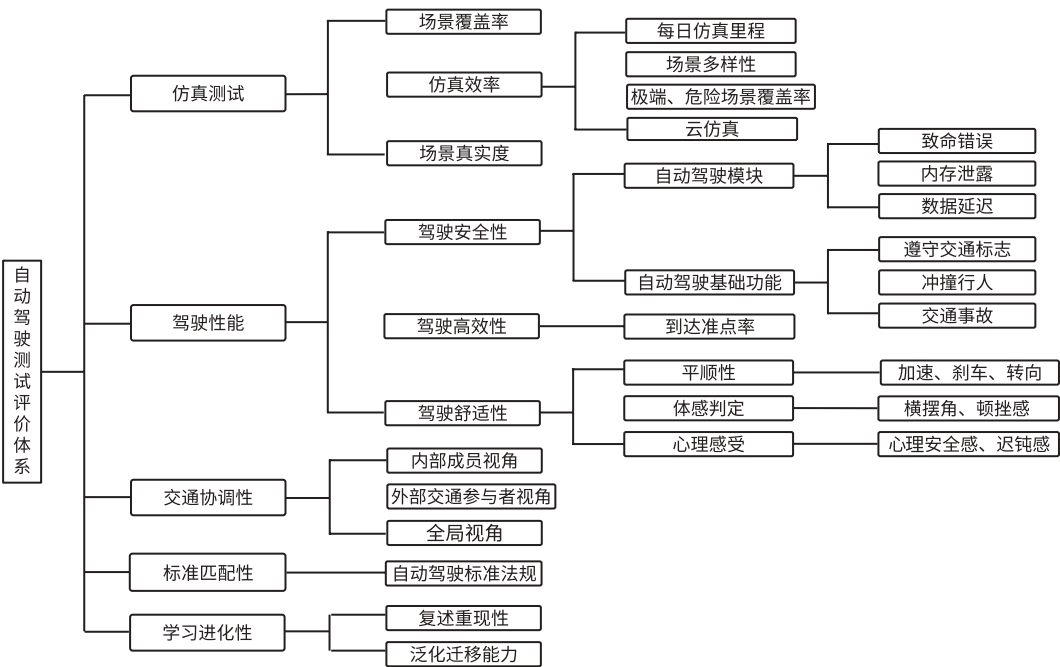 自动驾驶测试评价体系
仿真测试
场景覆盖率
仿真效率
每日仿真里程
场景多样性
极端、危险场景覆盖率
云仿真
场景真实度
驾驶性能
驾驶安全性
自动驾驶模块
致命错误
内存泄露
数据延迟
自动驾驶基础功能
遵守交通标志
冲撞行人
交通事故
驾驶高效性
到达准点率
驾驶舒适性
平顺性
加速、刹车、转向
体感判定
横摆角、顿挫感
心理感受
心理安全感、迟钝感
交通协调性
内部成员视角
外部交通参与者视角
全局视角
标准匹配性
自动驾驶标准法规
学习进化性
复述重现性
泛化迁移能力